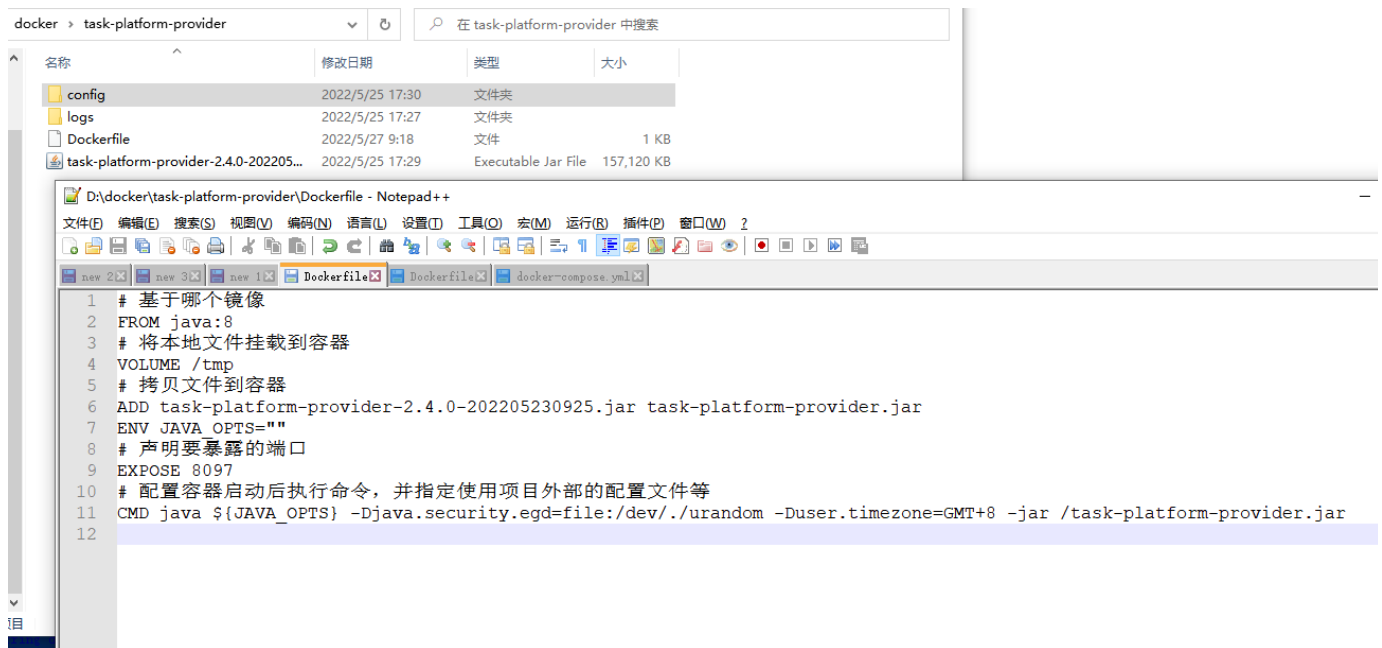 docker › task-platform-provider
在 task-platform-provider 中搜索
名称 修改日期 类型 大小
config 2022/5/25 17:30 文件夹
logs 2022/5/25 17:27 文件夹
Dockerfile 2022/5/27 9:18 文件 1 KB
task-platform-provider-2.4.0-202205... 2022/5/25 17:29 Executable Jar File 157,120 KB
D:\docker\task-platform-provider\Dockerfile - Notepad++
文件(F) 编辑(E) 搜索(S) 视图(V) 编码(N) 语言(L) 设置(T) 工具(O) 宏(M) 运行(R) 插件(P) 窗口(W) ?
new 2 new 3 new 1 Dockerfile Dockerfile docker-compose.yml
1 # 基于哪个镜像
2 FROM java:8
3 # 将本地文件挂载到容器
4 VOLUME /tmp
5 # 拷贝文件到容器
6 ADD task-platform-provider-2.4.0-202205230925.jar task-platform-provider.jar
7 ENV JAVA_OPTS=""
8 # 声明要暴露的端口
9 EXPOSE 8097
10 # 配置容器启动后执行命令，并指定使用项目外部的配置文件等
11 CMD java ${JAVA_OPTS} -Djava.security.egd=file:/dev/./urandom -Duser.timezone=GMT+8 -jar /task-platform-provider.jar
12
目